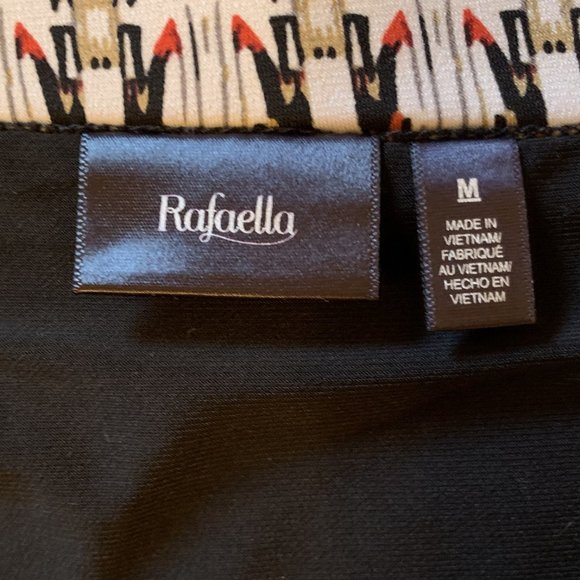 Rafaella
M
MADE IN
VIETNAM/
FABRIQUÉ
AU VIETNAM/
HECHO EN
VIETNAM